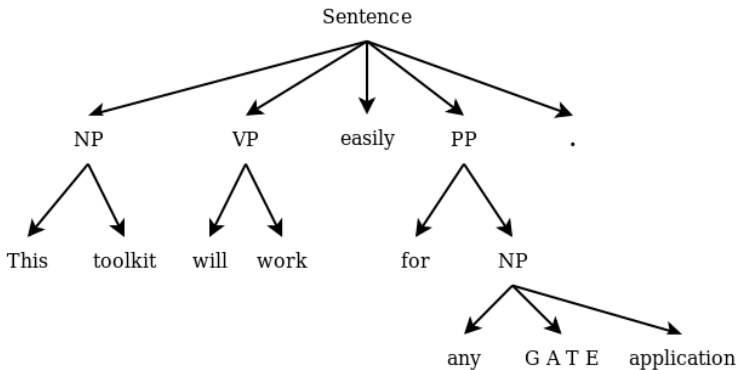 Sentence
NP VP easily PP .
This toolkit will work for NP
any G A T E application